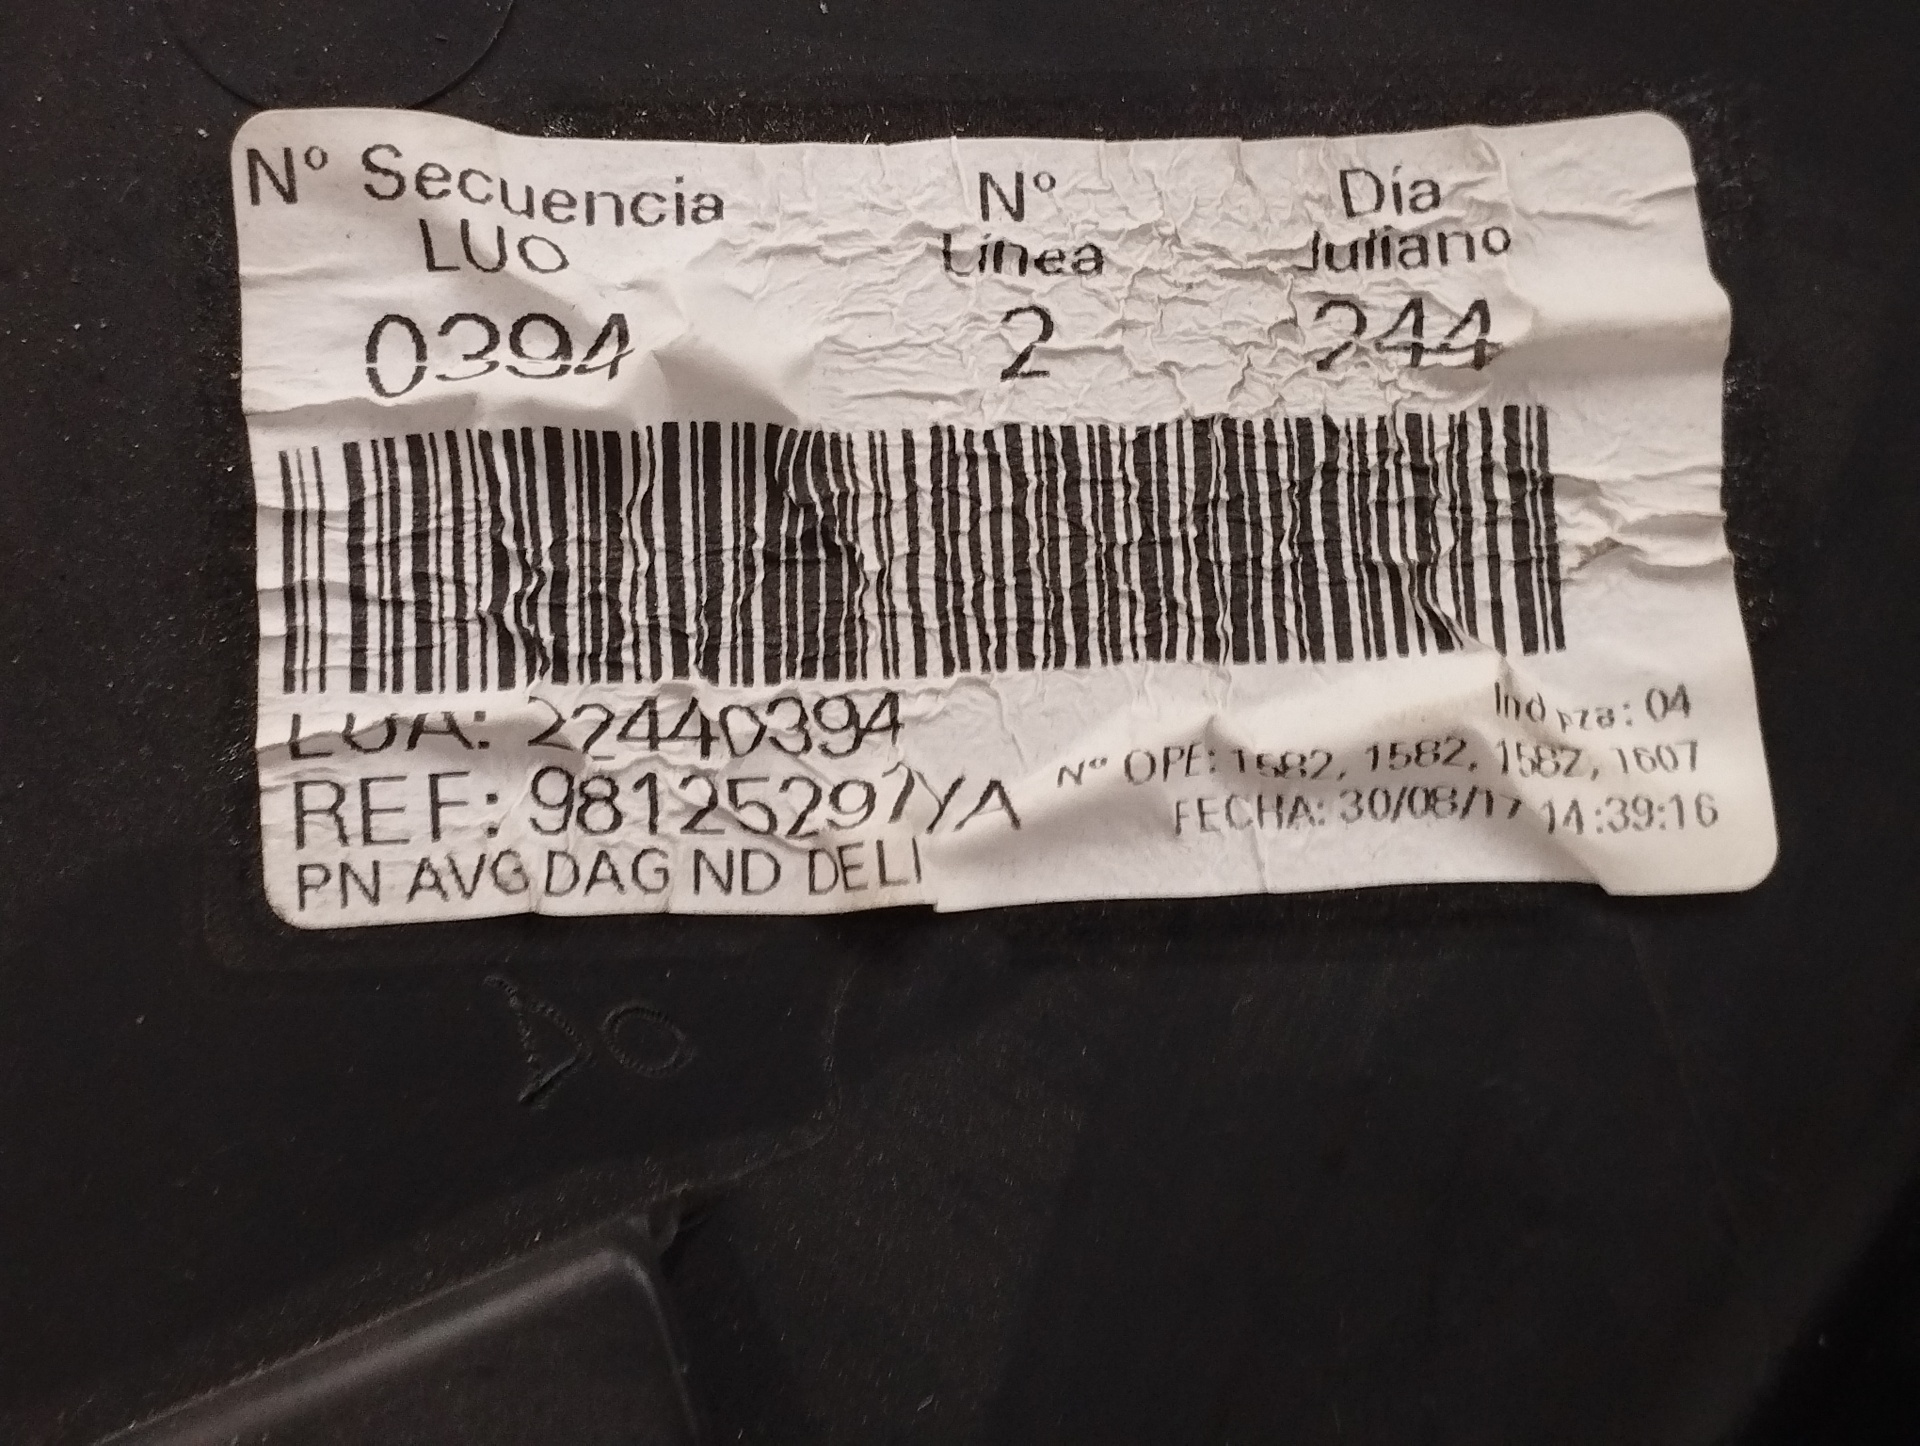 Nº Secuencia
LUO
Nº
Línea
Día
Juliano
0394
2
244
LUA: 22440394
REF: 98125297YA
PN AVG DAG ND DELI
Ind pza: 04
Nº OPE: 1582, 1582, 1582, 1607
FECHA: 30/08/17 14:39:16